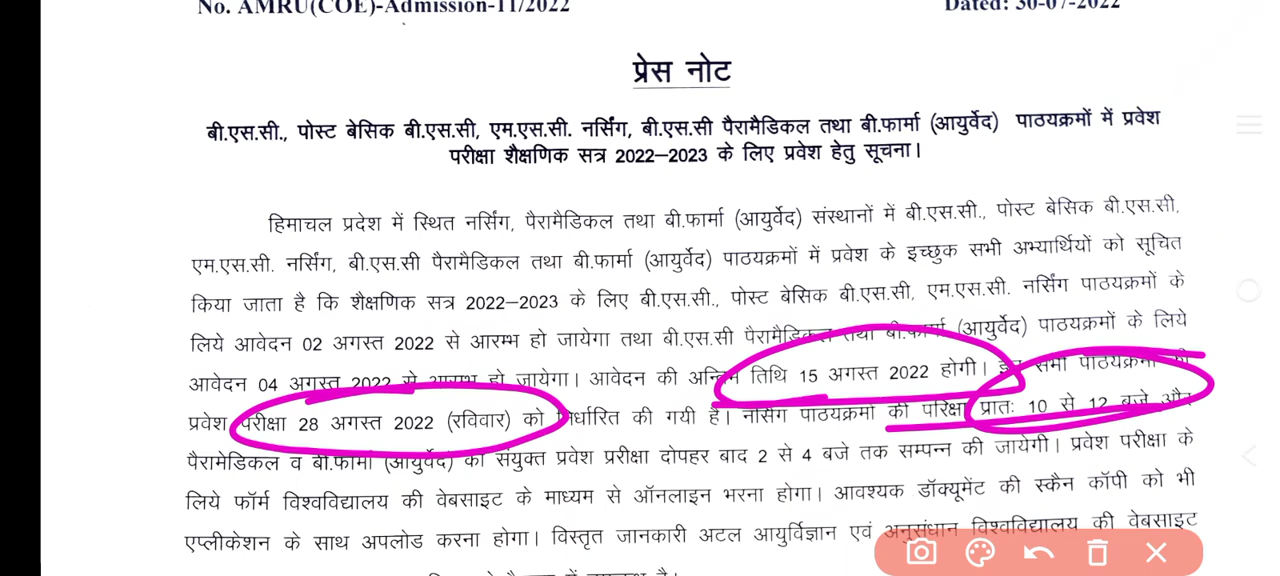 No. AMRU(COE)-Admission-11/2022 Dated: 30-07-2022
प्रेस नोट
बी.एस.सी., पोस्ट बेसिक बी.एस.सी, एम.एस.सी. नर्सिंग, बी.एस.सी पैरामैडिकल तथा बी.फार्मा (आयुर्वेद) पाठयक्रमों में प्रवेश
परीक्षा शैक्षणिक सत्र 2022–2023 के लिए प्रवेश हेतु सूचना।
हिमाचल प्रदेश में स्थित नर्सिंग, पैरामैडिकल तथा बी.फार्मा (आयुर्वेद) संस्थानों में बी.एस.सी., पोस्ट बेसिक बी.एस.सी,
एम.एस.सी. नर्सिंग, बी.एस.सी पैरामैडिकल तथा बी.फार्मा (आयुर्वेद) पाठयक्रमों में प्रवेश के इच्छुक सभी अभ्यार्थियों को सूचित
किया जाता है कि शैक्षणिक सत्र 2022–2023 के लिए बी.एस.सी., पोस्ट बेसिक बी.एस.सी, एम.एस.सी. नर्सिंग पाठयक्रमों के
लिये आवेदन 02 अगस्त 2022 से आरम्भ हो जायेगा तथा बी.एस.सी पैरामैडिकल तथा बी.फार्मा (आयुर्वेद) पाठयक्रमों के लिये
आवेदन 04 अगस्त 2022 से आरम्भ हो जायेगा। आवेदन की अन्तिम तिथि 15 अगस्त 2022 होगी। इन सभी पाठयक्रमों की
प्रवेश परीक्षा 28 अगस्त 2022 (रविवार) को निर्धारित की गयी है। नर्सिंग पाठयक्रमों की परिक्षा प्रातः 10 से 12 बजे और
पैरामेडिकल व बी.फार्मा (आयुर्वेद) की संयुक्त प्रवेश प्ररीक्षा दोपहर बाद 2 से 4 बजे तक सम्पन्न की जायेगी। प्रवेश परीक्षा के
लिये फॉर्म विश्वविद्यालय की वेबसाइट के माध्यम से ऑनलाइन भरना होगा। आवश्यक डॉक्यूमेंट की स्कैन कॉपी को भी
एप्लीकेशन के साथ अपलोड करना होगा। विस्तृत जानकारी अटल आयुर्विज्ञान एवं अनुसंधान विश्वविद्यालय की वेबसाइट